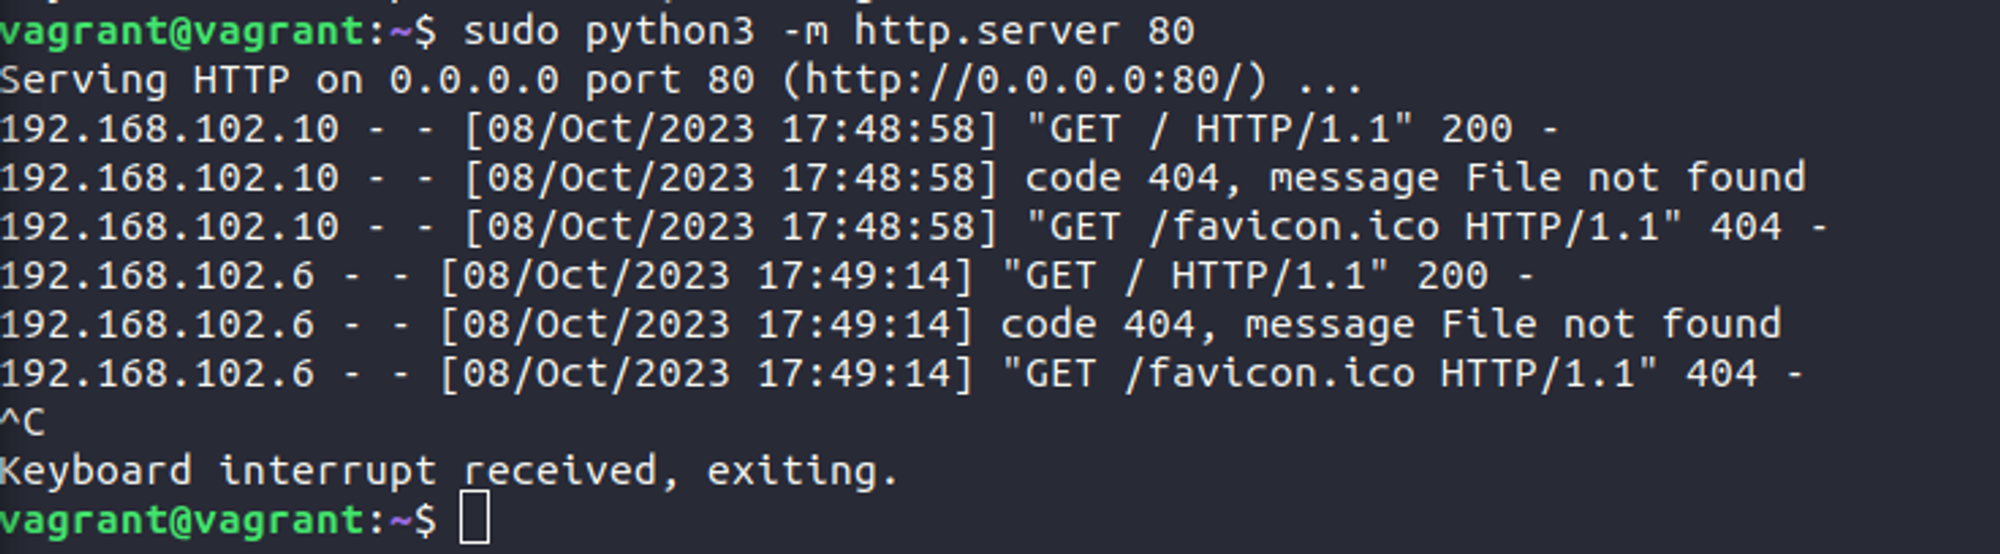 vagrant@vagrant:~$ sudo python3 -m http.server 80
Serving HTTP on 0.0.0.0 port 80 (http://0.0.0.0:80/) ...
192.168.102.10 - - [08/Oct/2023 17:48:58] "GET / HTTP/1.1" 200 -
192.168.102.10 - - [08/Oct/2023 17:48:58] code 404, message File not found
192.168.102.10 - - [08/Oct/2023 17:48:58] "GET /favicon.ico HTTP/1.1" 404 -
192.168.102.6 - - [08/Oct/2023 17:49:14] "GET / HTTP/1.1" 200 -
192.168.102.6 - - [08/Oct/2023 17:49:14] code 404, message File not found
192.168.102.6 - - [08/Oct/2023 17:49:14] "GET /favicon.ico HTTP/1.1" 404 -
^C
Keyboard interrupt received, exiting.
vagrant@vagrant:~$